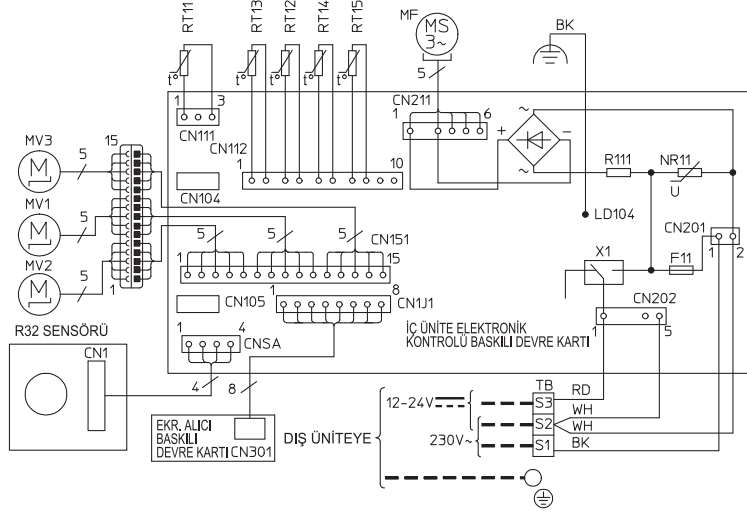 RT11
RT13
RT12
RT14
RT15
MF
MS
3~
BK
t°
t°
t°
t°
t°
5
1
3
CN111
CN211
1
6
+
~
−
~
R111
NR11
U
MV3
15
5
M
CN112
1
10
CN104
LD104
MV1
5
M
5
5
5
CN151
CN201
1
2
MV2
5
M
1
1
15
X1
F11
CN105
CN1J1
1
8
CN202
1
5
R32 SENSÖRÜ
CN1
1
4
CNSA
İÇ ÜNİTE ELEKTRONİK
KONTROLÜ BASKILI DEVRE KARTI
4
8
12-24V
TB
S3
RD
S2
WH
WH
S1
BK
230V~
EKR. ALICI
BASKILI
DEVRE KARTI CN301
DIŞ ÜNİTEYE